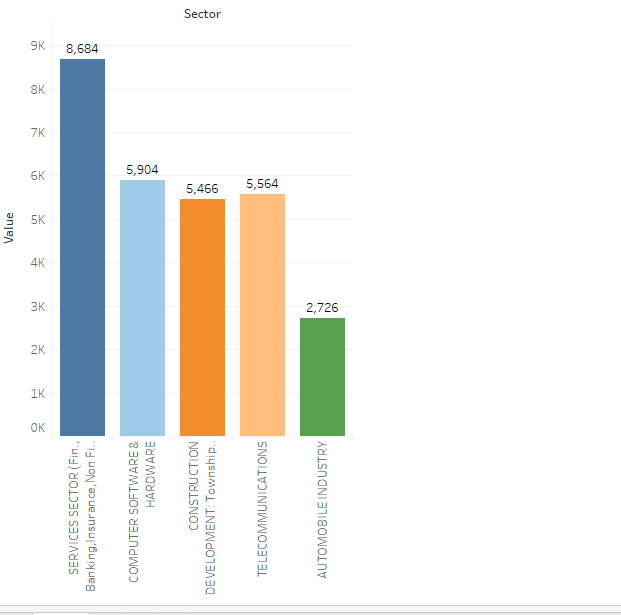 Sector
9K
8K
7K
6K
5K
4K
3K
2K
1K
0K
Value
8,684
5,904
5,466
5,564
2,726
SERVICES SECTOR (Fin.,
Banking,Insurance,Non Fi..
COMPUTER SOFTWARE &
HARDWARE
CONSTRUCTION
DEVELOPMENT: Township..
TELECOMMUNICATIONS
AUTOMOBILE INDUSTRY